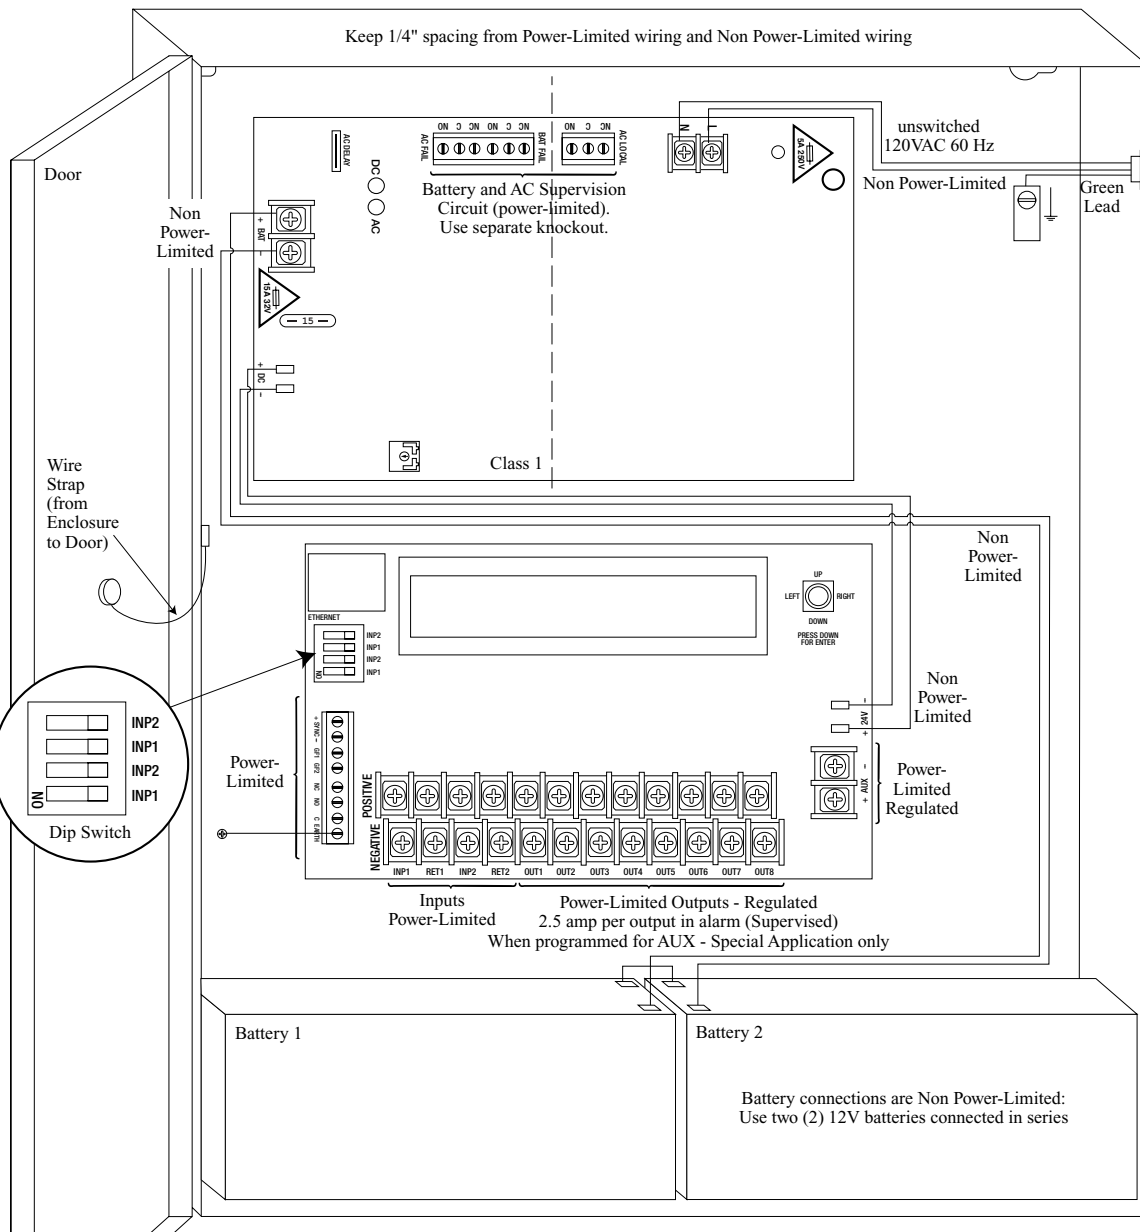 Keep 1/4" spacing from Power-Limited wiring and Non Power-Limited wiring
Door
unswitched
120VAC 60 Hz
Non Power-Limited
Green
Lead
NO C NC NO C NC
AC FAIL
BAT FAIL
NO C NC
AC LOCAL
N
L
5A 250V
AC DELAY
DC
AC
Battery and AC Supervision
Circuit (power-limited).
Use separate knockout.
Non
Power-
Limited
+ BAT -
15A 32V
15
+ DC -
Class 1
Wire
Strap
(from
Enclosure
to Door)
Non
Power-
Limited
ETHERNET
INP2
INP1
INP2
INP1
ON
UP
LEFT
RIGHT
DOWN
PRESS DOWN
FOR ENTER
INP2
INP1
INP2
INP1
ON
Dip Switch
Power-
Limited
+ SYNC -
GF1
GF2
NC
NO
C
EARTH
Non
Power-
Limited
+ 24V -
+ AUX -
Power-
Limited
Regulated
POSITIVE
NEGATIVE
INP1 RET1 INP2 RET2 OUT1 OUT2 OUT3 OUT4 OUT5 OUT6 OUT7 OUT8
Inputs
Power-Limited
Power-Limited Outputs - Regulated
2.5 amp per output in alarm (Supervised)
When programmed for AUX - Special Application only
Battery 1
Battery 2
Battery connections are Non Power-Limited:
Use two (2) 12V batteries connected in series